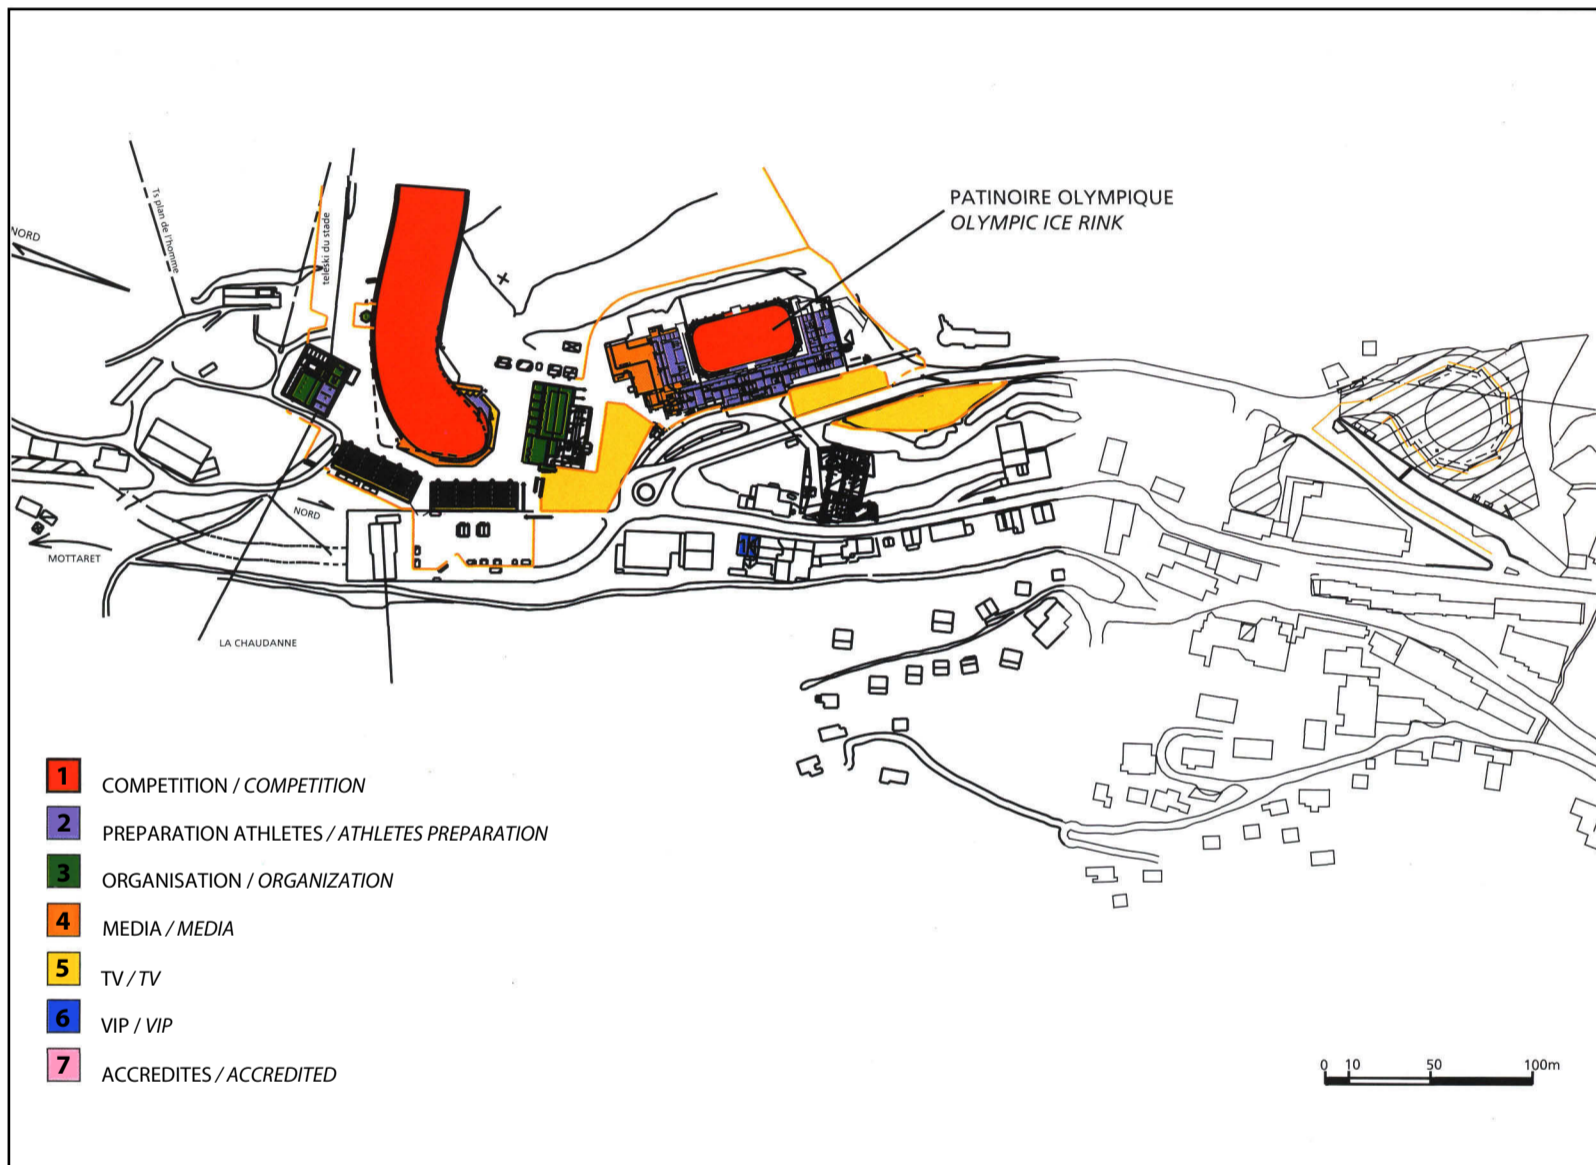 PATINOIRE OLYMPIQUE
OLYMPIC ICE RINK
NORD
Ts plan de l'homme
teleski du stade
NORD
MOTTARET
LA CHAUDANNE
1 COMPETITION / COMPETITION
2 PREPARATION ATHLETES / ATHLETES PREPARATION
3 ORGANISATION / ORGANIZATION
4 MEDIA / MEDIA
5 TV / TV
6 VIP / VIP
7 ACCREDITES / ACCREDITED
0 10 50 100m